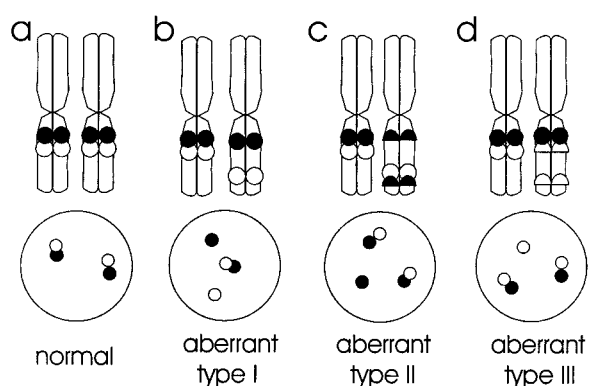 a
b
c
d
normal
aberrant
type I
aberrant
type II
aberrant
type III